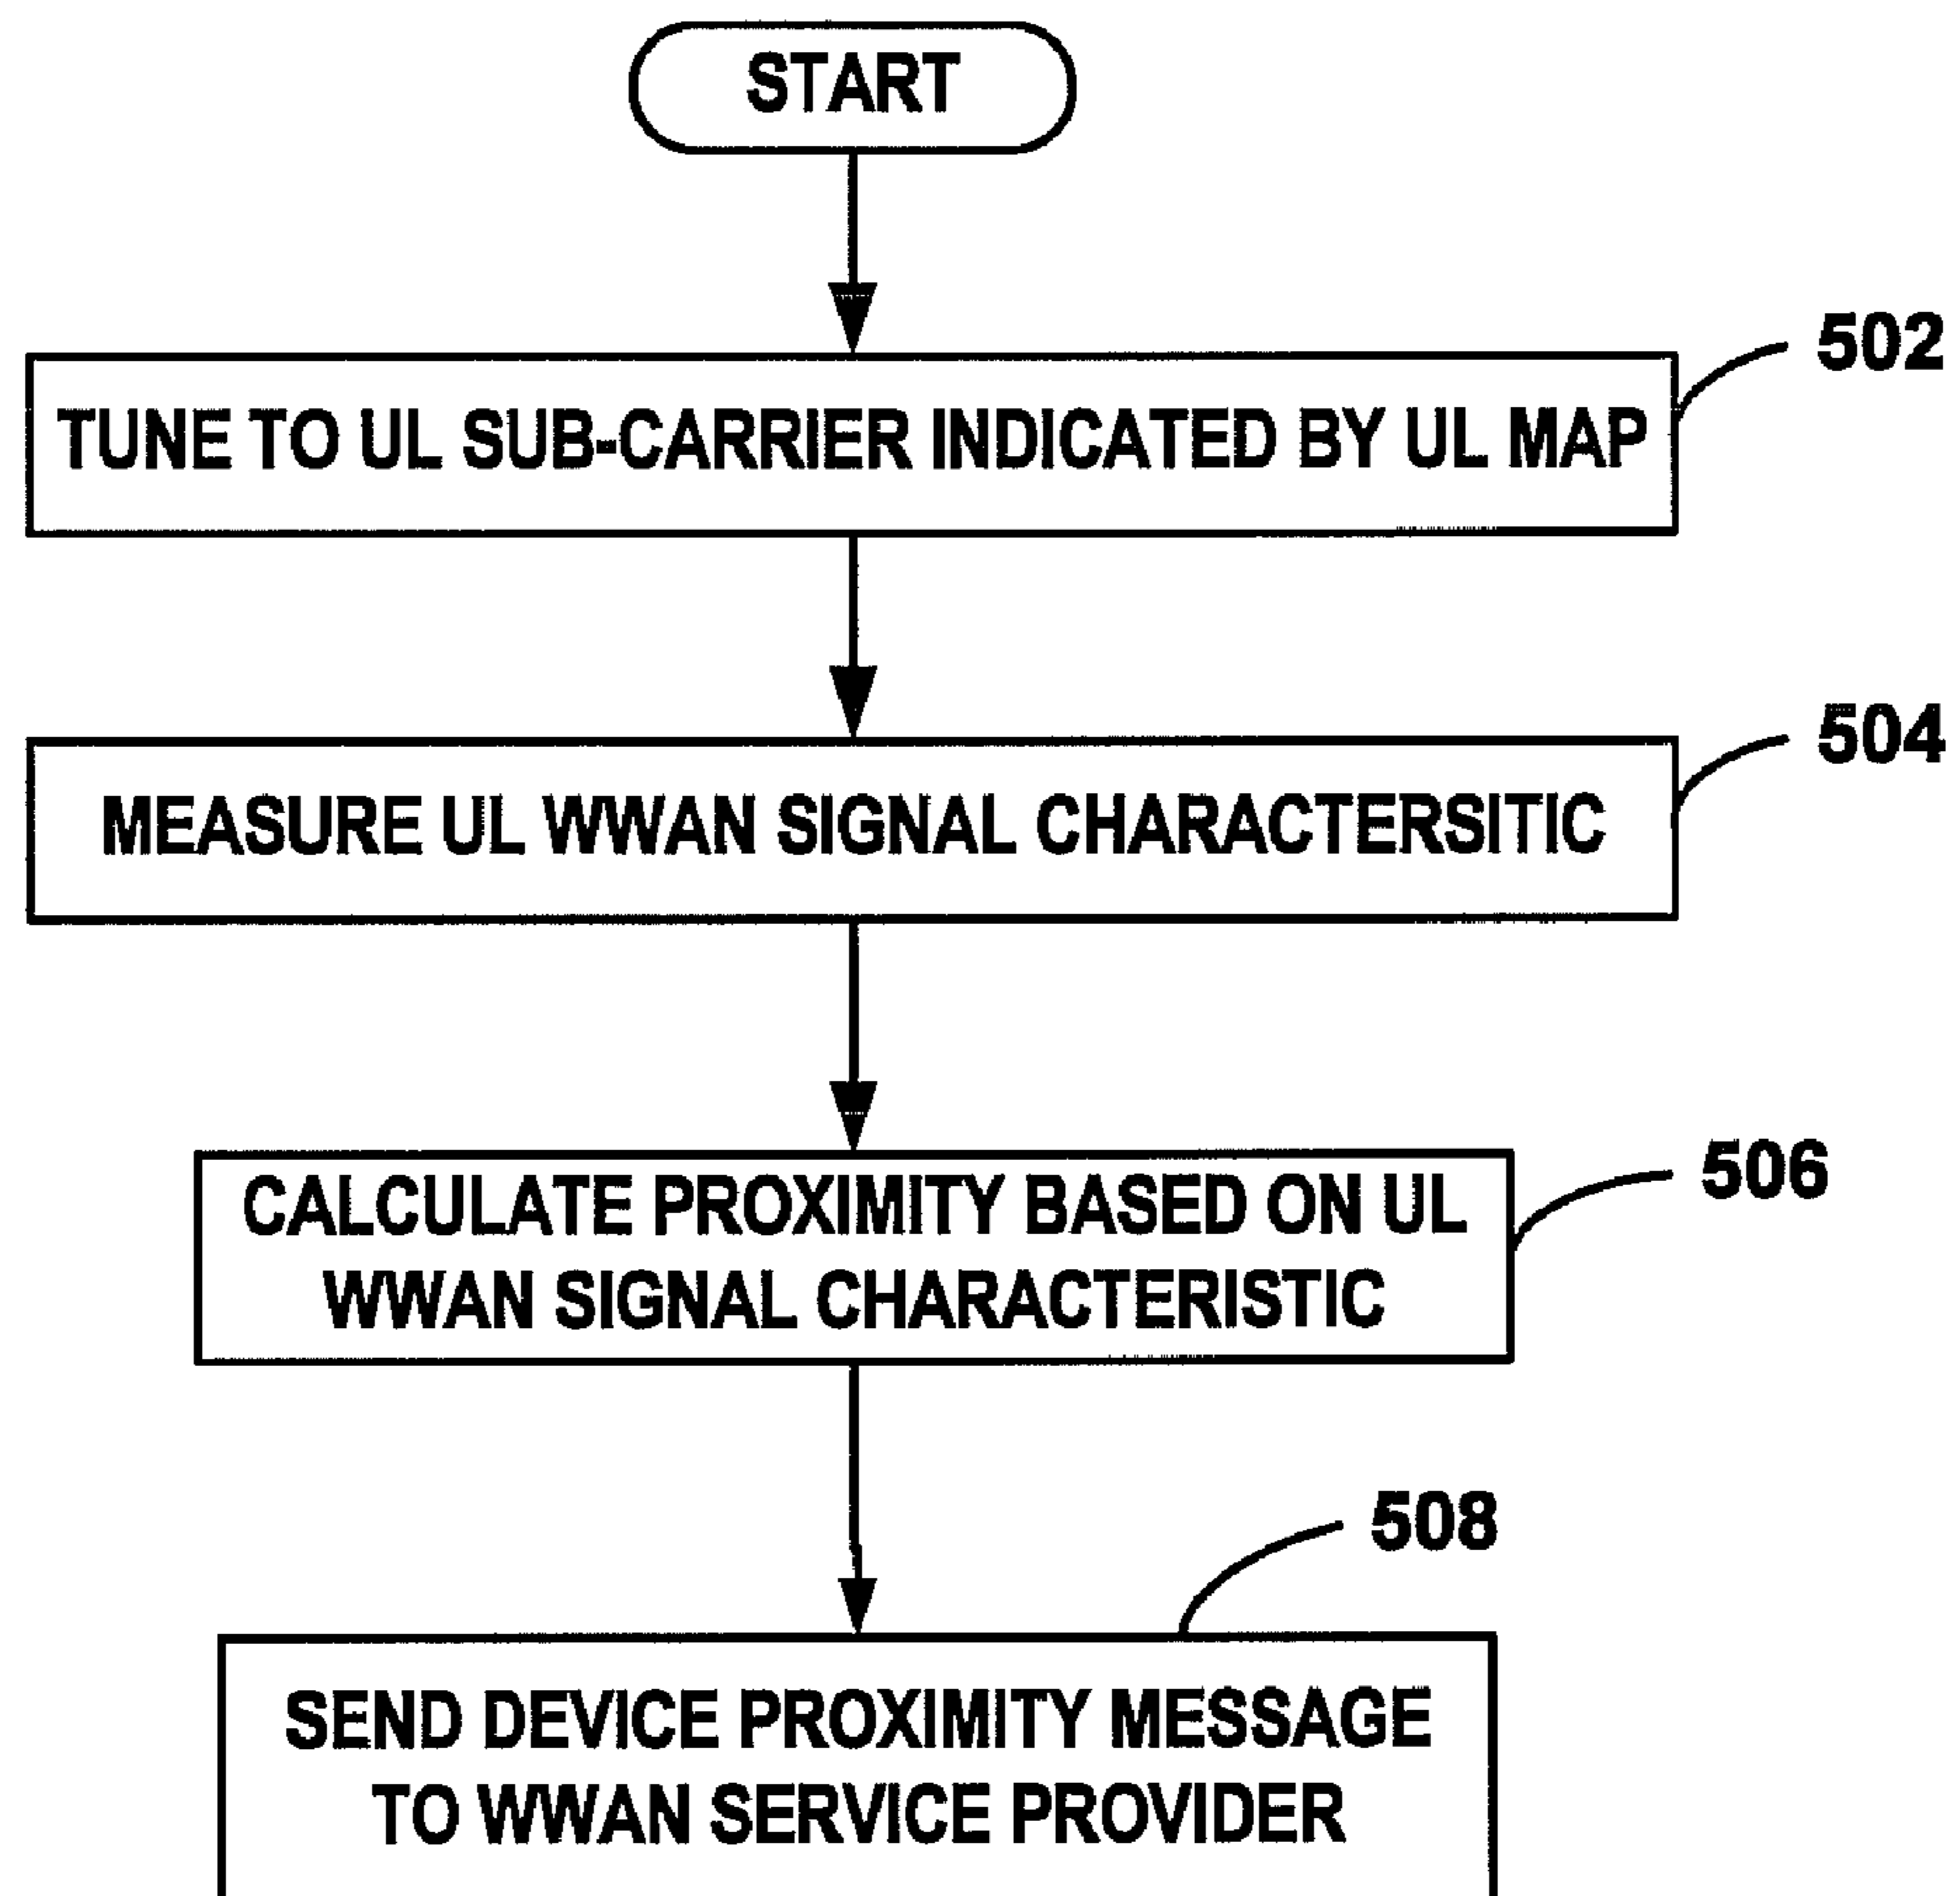 START
502
TUNE TO UL SUB-CARRIER INDICATED BY UL MAP
504
MEASURE UL WWAN SIGNAL CHARACTERSITIC
506
CALCULATE PROXIMITY BASED ON UL
WWAN SIGNAL CHARACTERISTIC
508
SEND DEVICE PROXIMITY MESSAGE
TO WWAN SERVICE PROVIDER